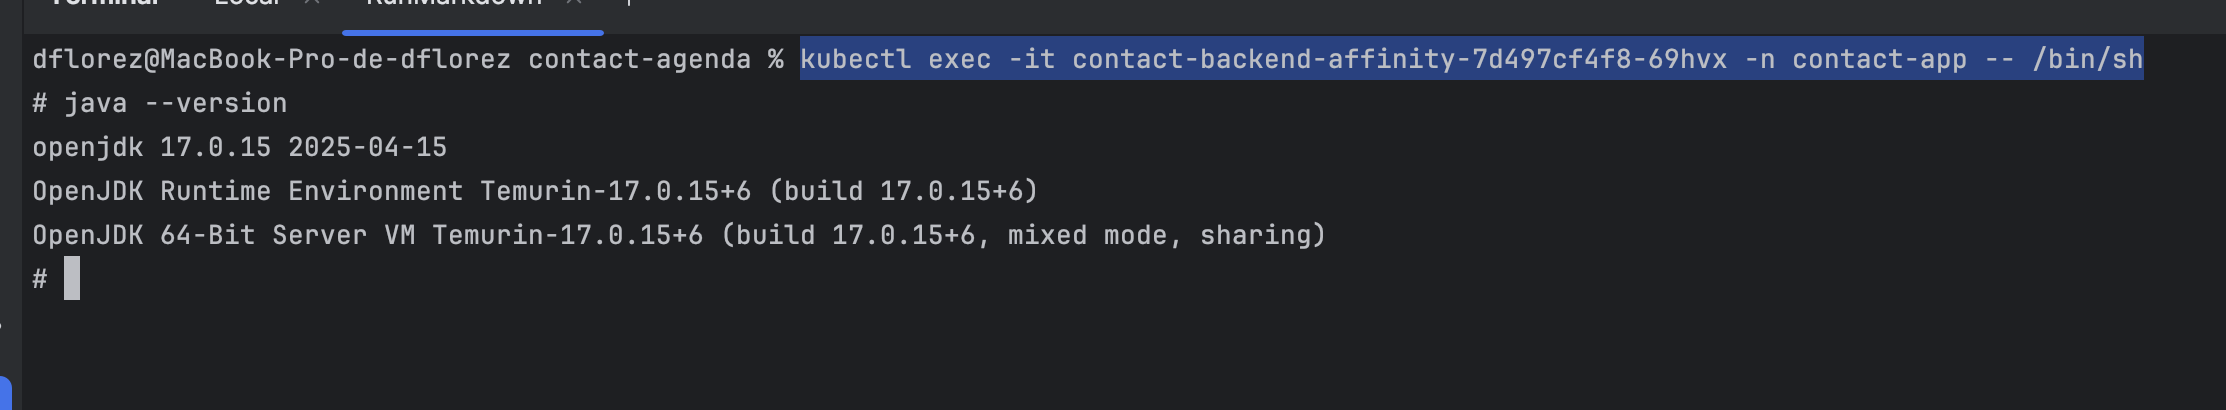 Terminal Local × RunMarkdown × +
dflorez@MacBook-Pro-de-dflorez contact-agenda % kubectl exec -it contact-backend-affinity-7d497cf4f8-69hvx -n contact-app -- /bin/sh
# java --version
openjdk 17.0.15 2025-04-15
OpenJDK Runtime Environment Temurin-17.0.15+6 (build 17.0.15+6)
OpenJDK 64-Bit Server VM Temurin-17.0.15+6 (build 17.0.15+6, mixed mode, sharing)
#